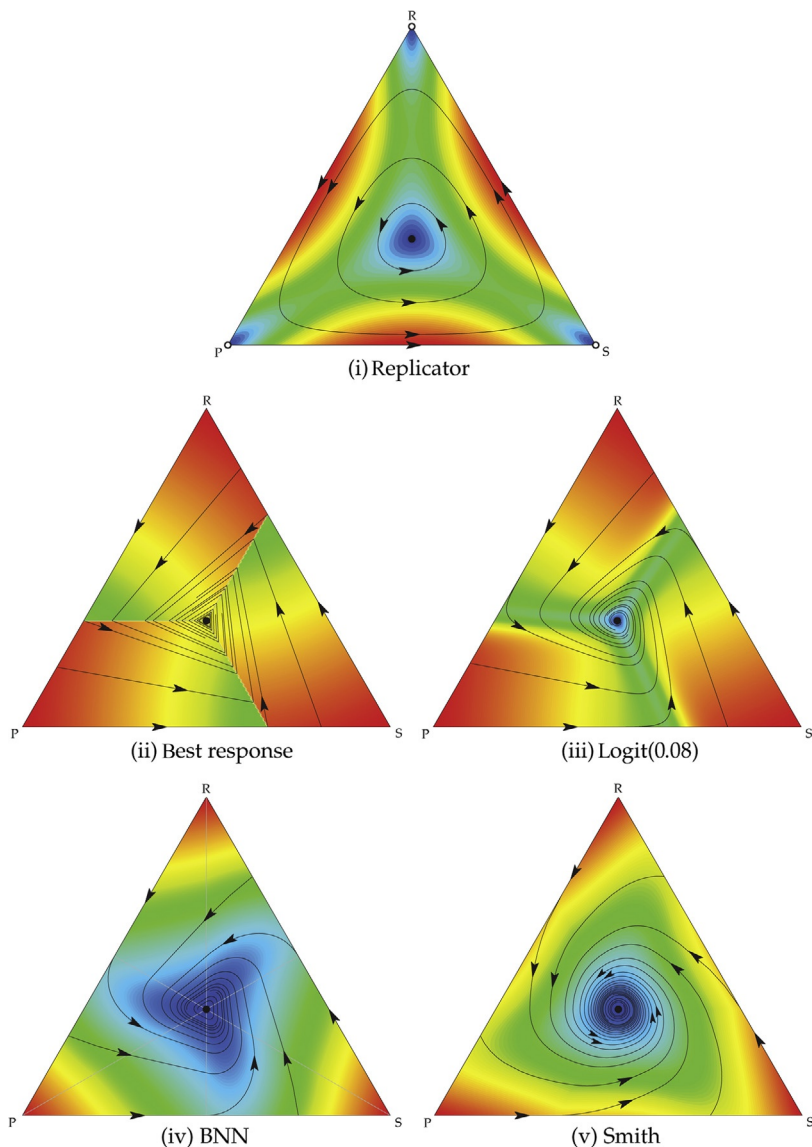 R
P
S
(i) Replicator
R
R
P
S
P
S
(ii) Best response
(iii) Logit(0.08)
R
R
P
S
P
S
(iv) BNN
(v) Smith